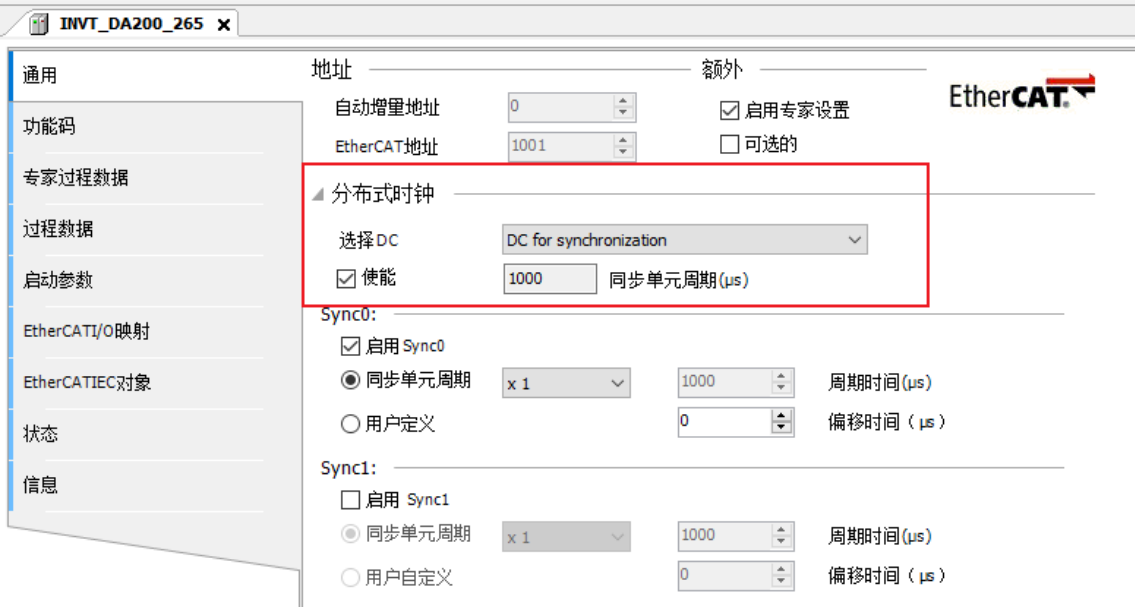 INVT_DA200_265
通用
功能码
专家过程数据
过程数据
启动参数
EtherCATI/O映射
EtherCATIEC对象
状态
信息
地址
额外
自动增量地址 0
启用专家设置
EtherCAT地址 1001
可选的
EtherCAT
分布式时钟
选择DC DC for synchronization
使能 1000 同步单元周期(μs)
Sync0:
启用 Sync0
同步单元周期 x 1 1000 周期时间(μs)
用户定义 0 偏移时间（μs）
Sync1:
启用 Sync1
同步单元周期 x 1 1000 周期时间(μs)
用户自定义 0 偏移时间（μs）